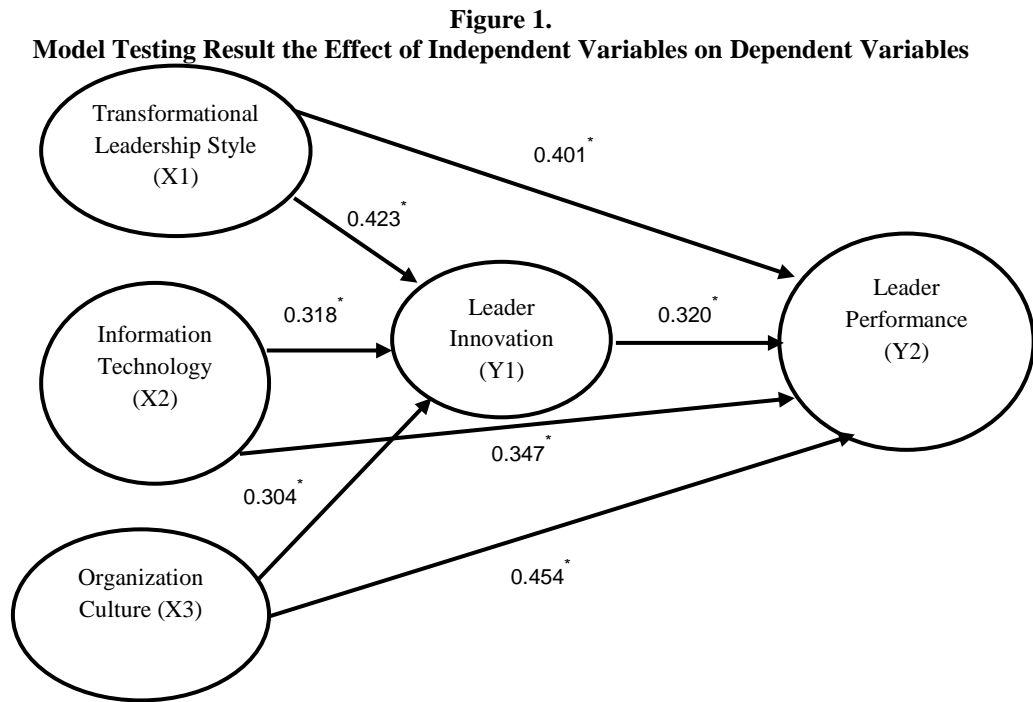 Figure 1.
Model Testing Result the Effect of Independent Variables on Dependent Variables
Transformational
Leadership Style
(X1)
0.401*
0.423*
Information
Technology
(X2)
0.318*
Leader
Innovation
(Y1)
0.320*
Leader
Performance
(Y2)
0.347*
0.304*
Organization
Culture (X3)
0.454*